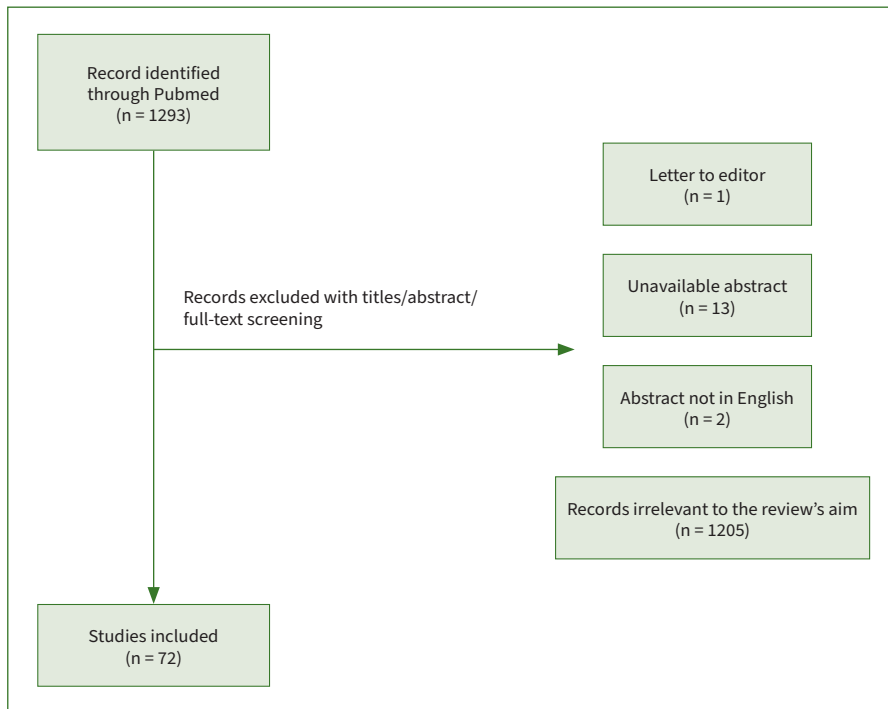 Record identified
through Pubmed
(n = 1293)
Letter to editor
(n = 1)
Unavailable abstract
(n = 13)
Records excluded with titles/abstract/
full-text screening
Abstract not in English
(n = 2)
Records irrelevant to the review’s aim
(n = 1205)
Studies included
(n = 72)